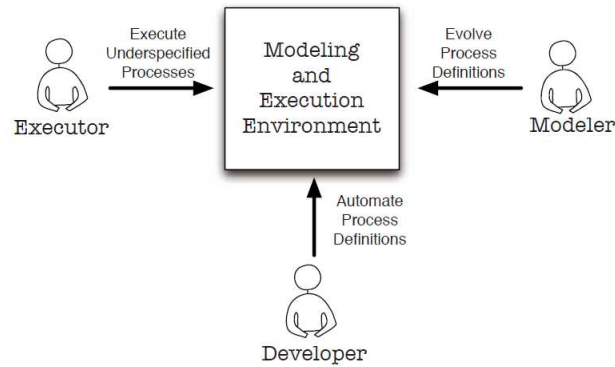 Execute
Underspecified
Processes
Executor
Modeling
and
Execution
Environment
Evolve
Process
Definitions
Modeler
Automate
Process
Definitions
Developer